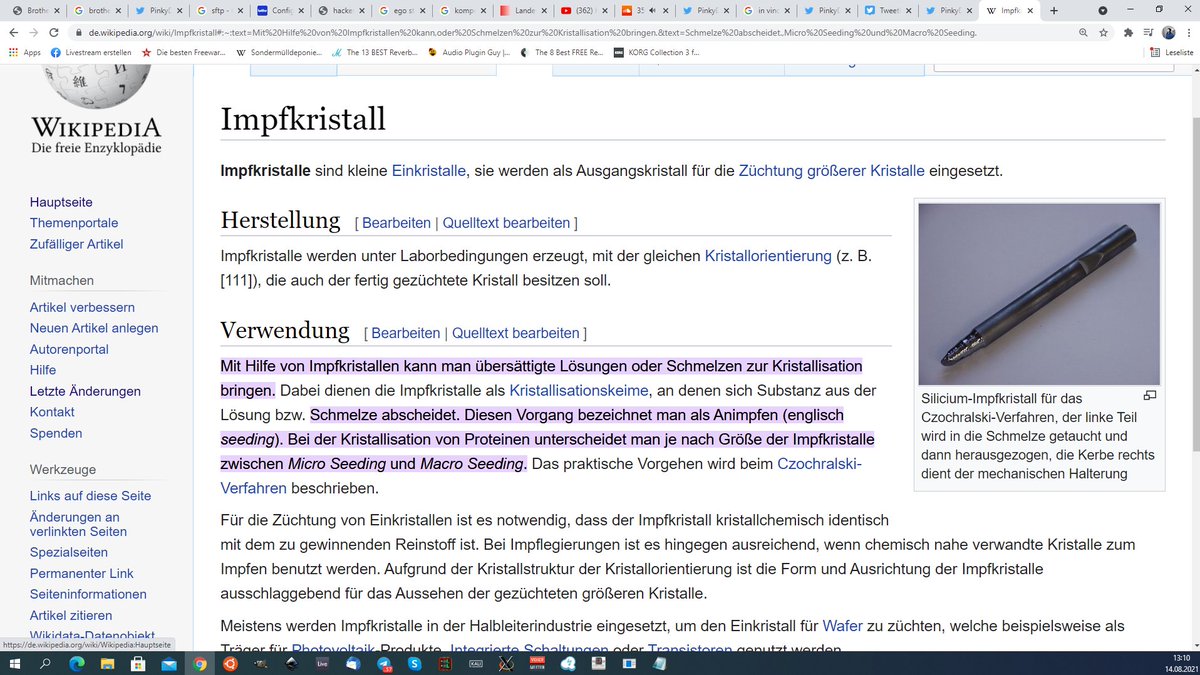 Brothe
brothe
PinkyD
sftp -
Config
hacke
ego st
komp
Lande
(362)
35
PinkyD
in vinc
PinkyD
Tweet
PinkyD
Impfk
de.wikipedia.org/wiki/Impfkristall#:~:text=Mit%20Hilfe%20von%20Impfkristallen%20kann,oder%20Schmelzen%20zur%20Kristallisation%20bringen.&text=Schmelze%20abscheidet.,Micro%20Seeding%20und%20Macro%20Seeding.
Apps
Livestream erstellen
Die besten Freewar...
Sondermülldeponie...
The 13 BEST Reverb...
Audio Plugin Guy |...
The 8 Best FREE Re...
KORG Collection 3 f...
Leseliste
WIKIPEDIA
Die freie Enzyklopädie
Hauptseite
Themenportale
Zufälliger Artikel
Mitmachen
Artikel verbessern
Neuen Artikel anlegen
Autorenportal
Hilfe
Letzte Änderungen
Kontakt
Spenden
Werkzeuge
Links auf diese Seite
Änderungen an
verlinkten Seiten
Spezialseiten
Permanenter Link
Seiteninformationen
Artikel zitieren
Wikidata-Datenobjekt
https://de.wikipedia.org/wiki/Wikipedia:Hauptseite
Impfkristall
Impfkristalle sind kleine Einkristalle, sie werden als Ausgangskristall für die Züchtung größerer Kristalle eingesetzt.
Herstellung [ Bearbeiten | Quelltext bearbeiten ]
Impfkristalle werden unter Laborbedingungen erzeugt, mit der gleichen Kristallorientierung (z. B.
[111]), die auch der fertig gezüchtete Kristall besitzen soll.
Verwendung [ Bearbeiten | Quelltext bearbeiten ]
Mit Hilfe von Impfkristallen kann man übersättigte Lösungen oder Schmelzen zur Kristallisation
bringen. Dabei dienen die Impfkristalle als Kristallisationskeime, an denen sich Substanz aus der
Lösung bzw. Schmelze abscheidet. Diesen Vorgang bezeichnet man als Animpfen (englisch
seeding). Bei der Kristallisation von Proteinen unterscheidet man je nach Größe der Impfkristalle
zwischen Micro Seeding und Macro Seeding. Das praktische Vorgehen wird beim Czochralski-
Verfahren beschrieben.
Silicium-Impfkristall für das
Czochralski-Verfahren, der linke Teil
wird in die Schmelze getaucht und
dann herausgezogen, die Kerbe rechts
dient der mechanischen Halterung
Für die Züchtung von Einkristallen ist es notwendig, dass der Impfkristall kristallchemisch identisch
mit dem zu gewinnenden Reinstoff ist. Bei Impflegierungen ist es hingegen ausreichend, wenn chemisch nahe verwandte Kristalle zum
Impfen benutzt werden. Aufgrund der Kristallstruktur der Kristallorientierung ist die Form und Ausrichtung der Impfkristalle
ausschlaggebend für das Aussehen der gezüchteten größeren Kristalle.
Meistens werden Impfkristalle in der Halbleiterindustrie eingesetzt, um den Einkristall für Wafer zu züchten, welche beispielsweise als
Träger für Photovoltaik-Produkte, Integrierte Schaltungen oder Transistoren genutzt werden.
13:10
14.08.2021